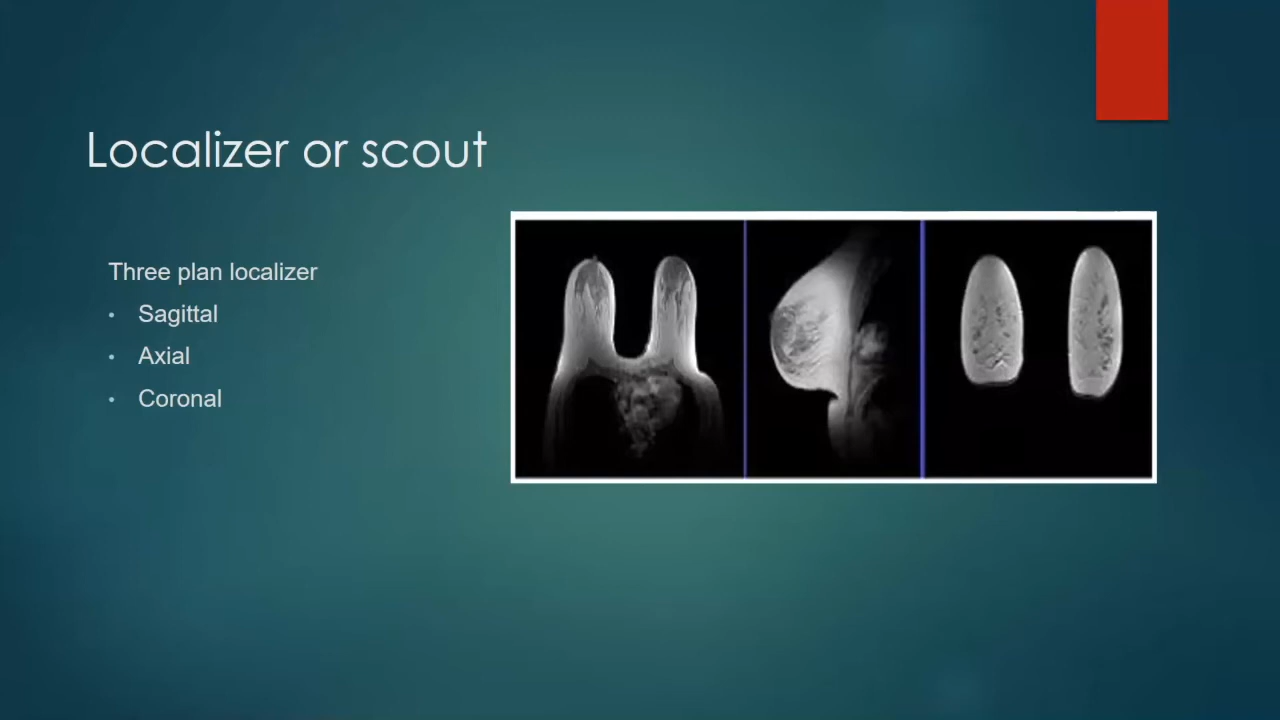 Localizer or scout
Three plan localizer
• Sagittal
• Axial
• Coronal